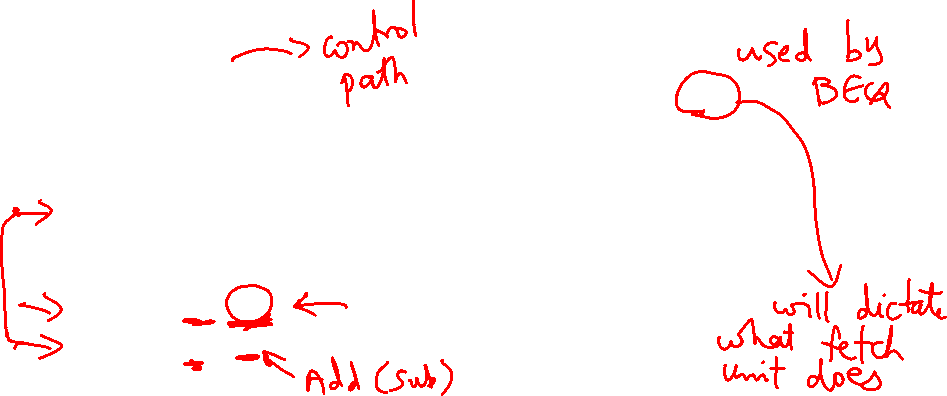 control
path
used by
BEQ
Add (sub)
will dictate
what fetch
unit does